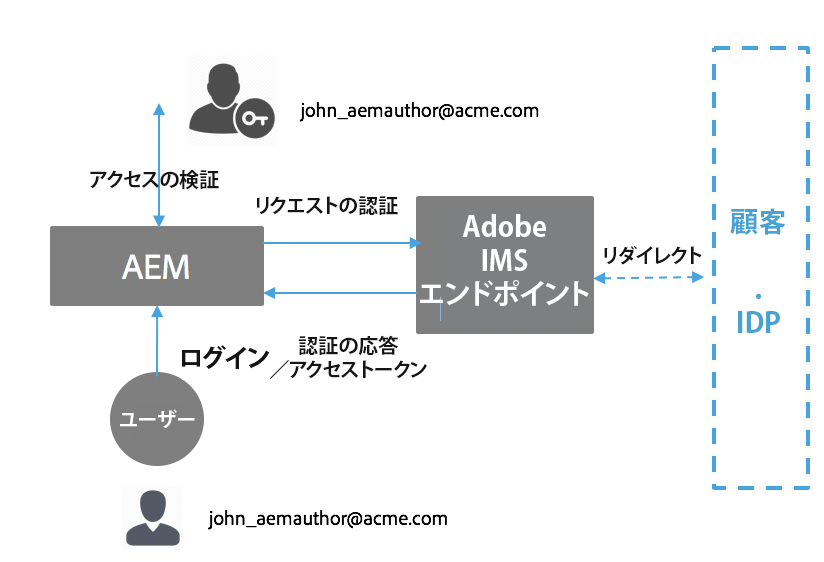 john_aemauthor@acme.com
アクセスの検証
リクエストの認証
AEM
Adobe
IMS
エンドポイント
リダイレクト
顧客
.
IDP
ログイン
認証の応答
／アクセストークン
ユーザー
john_aemauthor@acme.com